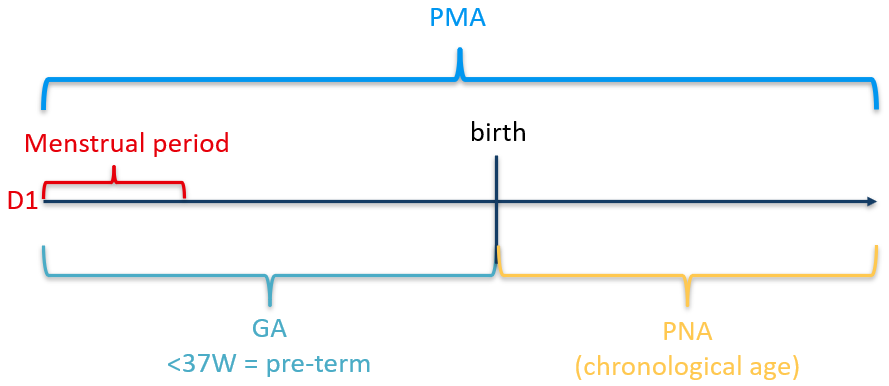 PMA
birth
Menstrual period
D1
GA
<37W = pre-term
PNA
(chronological age)